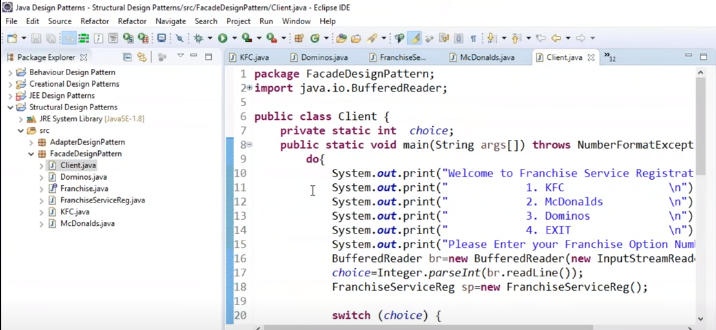 Java Design Patterns - Structural Design Patterns/src/FacadeDesignPattern/Client.java - Eclipse IDE
File Edit Source Refactor Refactor Navigate Search Project Run Window Help
Package Explorer
Behaviour Design Pattern
Creational Design Patterns
JEE Design Patterns
Structural Design Patterns
JRE System Library [JavaSE-1.8]
src
AdapterDesignPattern
FacadeDesignPattern
Client.java
Dominos.java
Franchise.java
FranchiseServiceReg.java
KFC.java
McDonalds.java
KFC.java Dominos.java FranchiseSe... McDonalds.java Client.java 12
1 package FacadeDesignPattern;
2 import java.io.BufferedReader;
6 public class Client {
7 private static int choice;
8 public static void main(String args[]) throws NumberFormatExcept
9 do{
10 System.out.print("Welcome to Franchise Service Registrat
11 System.out.print(" 1. KFC \n")
12 System.out.print(" 2. McDonalds \n")
13 System.out.print(" 3. Dominos \n")
14 System.out.print(" 4. EXIT \n")
15 System.out.print("Please Enter your Franchise Option Num
16 BufferedReader br=new BufferedReader(new InputStreamRead
17 choice=Integer.parseInt(br.readLine());
18 FranchiseServiceReg sp=new FranchiseServiceReg();
19
20 switch (choice) {